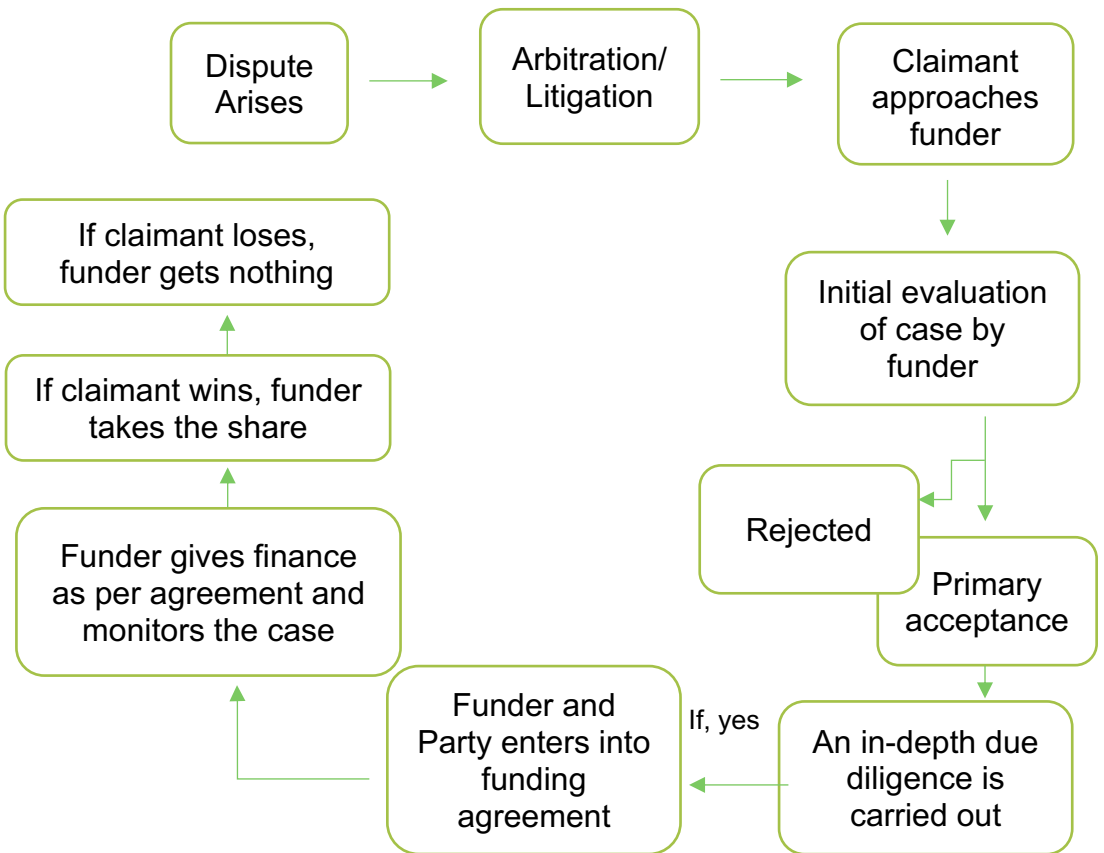 Dispute
Arises
Arbitration/
Litigation
Claimant
approaches
funder
Initial evaluation
of case by
funder
Rejected
Primary
acceptance
An in-depth due
diligence is
carried out
If, yes
Funder and
Party enters into
funding
agreement
Funder gives finance
as per agreement and
monitors the case
If claimant wins, funder
takes the share
If claimant loses,
funder gets nothing